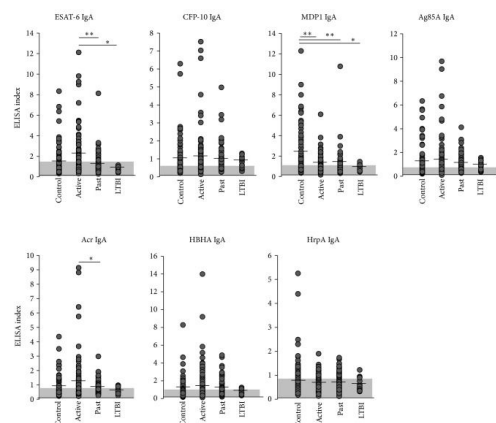 ESAT-6 IgA
CFP-10 IgA
MDP1 IgA
Ag85A IgA
ELISA index
14
12
10
8
6
4
2
0
**
*
Control
Active
Past
LTBI
8
7
6
5
4
3
2
1
0
Control
Active
Past
LTBI
14
12
10
8
6
4
2
0
**
**
*
Control
Active
Past
LTBI
12
10
8
6
4
2
0
Control
Active
Past
LTBI
Acr IgA
HBHA IgA
HrpA IgA
ELISA index
10
9
8
7
6
5
4
3
2
1
0
*
Control
Active
Past
LTBI
16
14
12
10
8
6
4
2
0
Control
Active
Past
LTBI
6
5
4
3
2
1
0
Control
Active
Past
LTBI